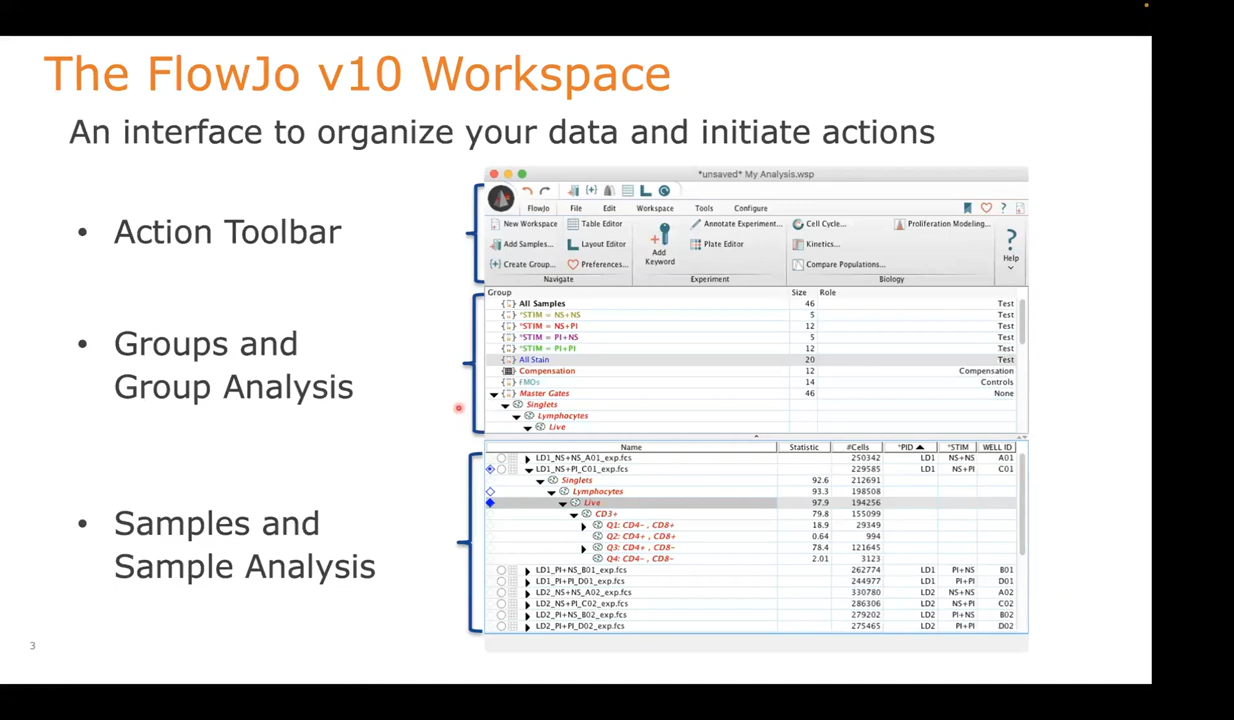 The FlowJo v10 Workspace
An interface to organize your data and initiate actions
• Action Toolbar
• Groups and
Group Analysis
• Samples and
Sample Analysis
3
*unsaved* My Analysis.wsp
FlowJo File Edit Workspace Tools Configure
New Workspace Table Editor Annotate Experiment... Cell Cycle... Proliferation Modeling...
Add Samples... Layout Editor Add Keyword Plate Editor Kinetics... Help
Create Group... Preferences... Compare Populations...
Navigate Experiment Biology
Group Size Role
All Samples 46 Test
*STIM = NS+NS 5 Test
*STIM = NS+PI 12 Test
*STIM = PI+NS 5 Test
*STIM = PI+PI 12 Test
All Stain 20 Test
Compensation 12 Compensation
FMOs 14 Controls
Master Gates 46 None
Singlets
Lymphocytes
Live
Name Statistic #Cells *PID *STIM WELL ID
LD1_NS+NS_A01_exp.fcs 250342 LD1 NS+NS A01
LD1_NS+PI_C01_exp.fcs 229585 LD1 NS+PI C01
Singlets 92.6 212691
Lymphocytes 93.3 198508
Live 97.9 194256
CD3+ 79.8 155099
Q1: CD4- , CD8+ 18.9 29349
Q2: CD4+ , CD8+ 0.64 994
Q3: CD4+ , CD8- 78.4 121645
Q4: CD4- , CD8- 2.01 3123
LD1_PI+NS_B01_exp.fcs 262774 LD1 PI+NS B01
LD1_PI+PI_D01_exp.fcs 244977 LD1 PI+PI D01
LD2_NS+NS_A02_exp.fcs 330780 LD2 NS+NS A02
LD2_NS+PI_C02_exp.fcs 286306 LD2 NS+PI C02
LD2_PI+NS_B02_exp.fcs 279202 LD2 PI+NS B02
LD2_PI+PI_D02_exp.fcs 275465 LD2 PI+PI D02